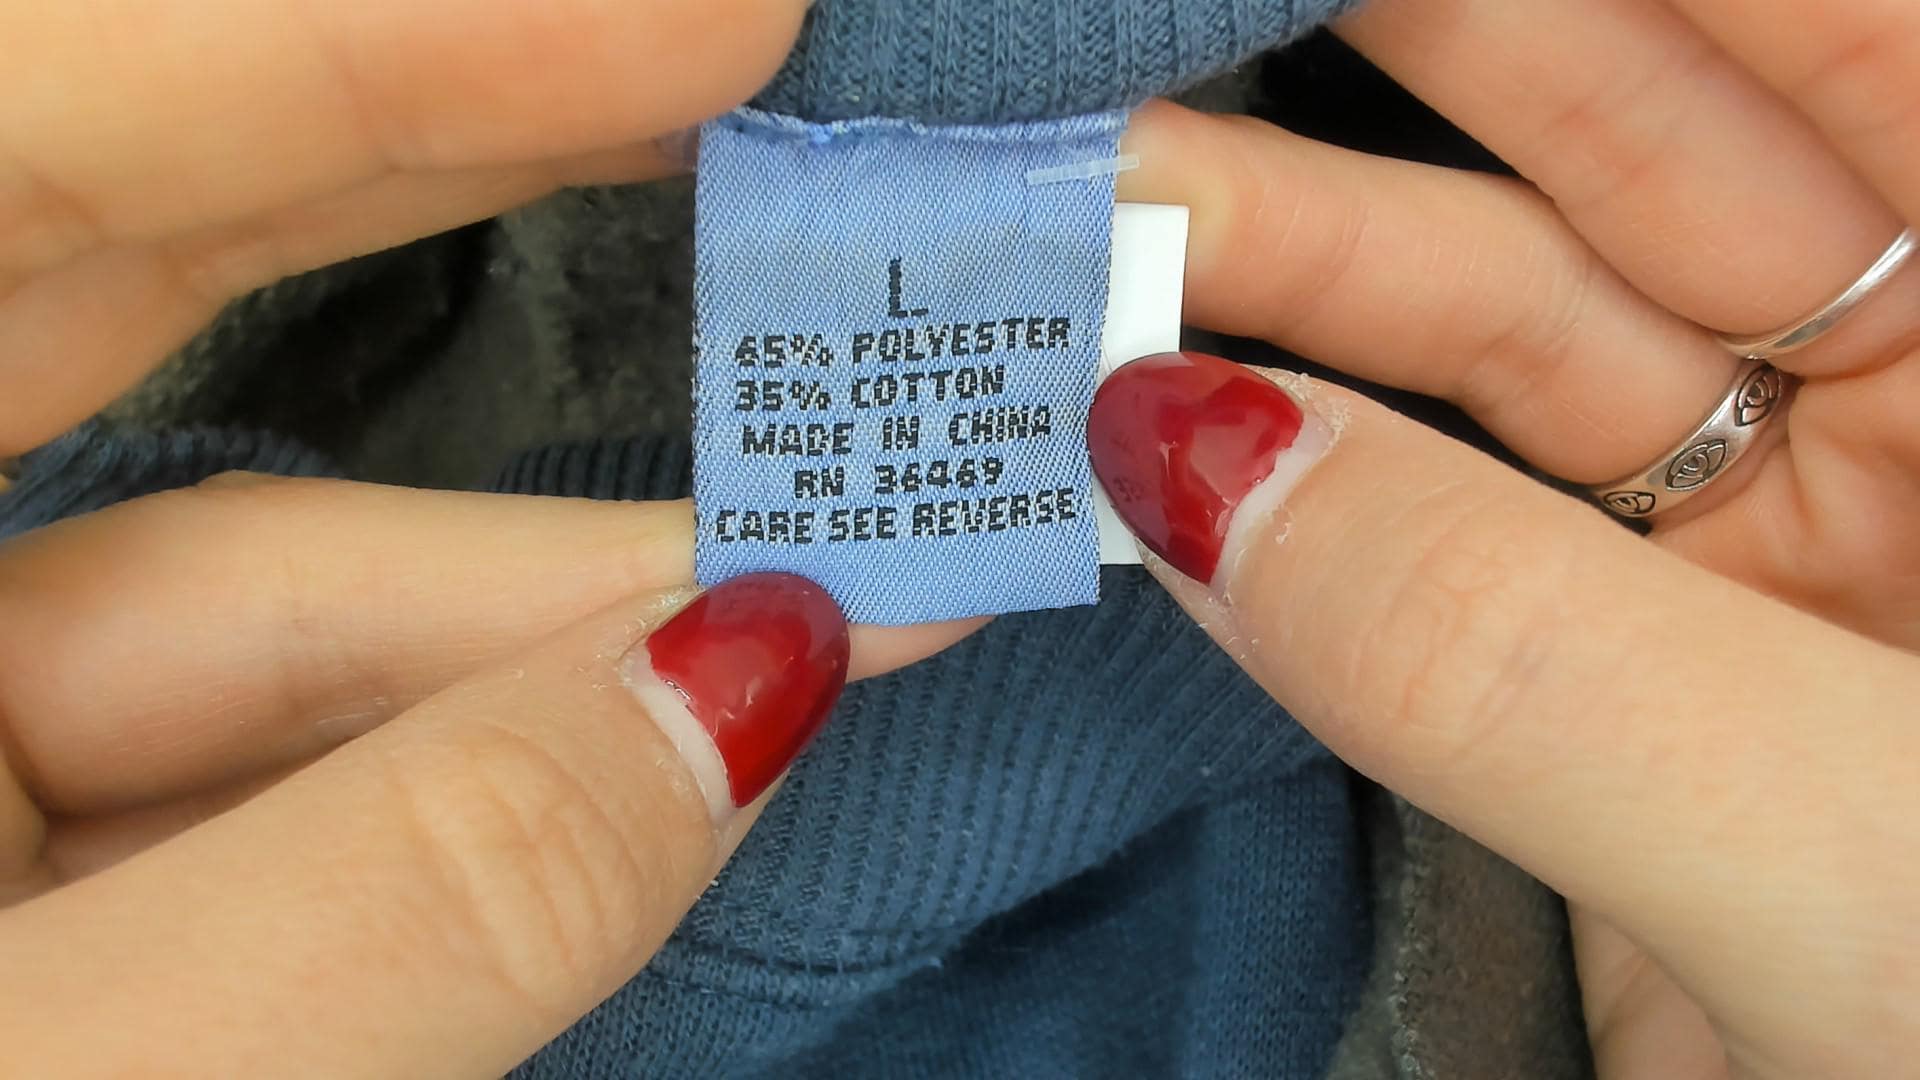 L
65% POLYESTER
35% COTTON
MADE IN CHINA
RN 36469
CARE SEE REVERSE